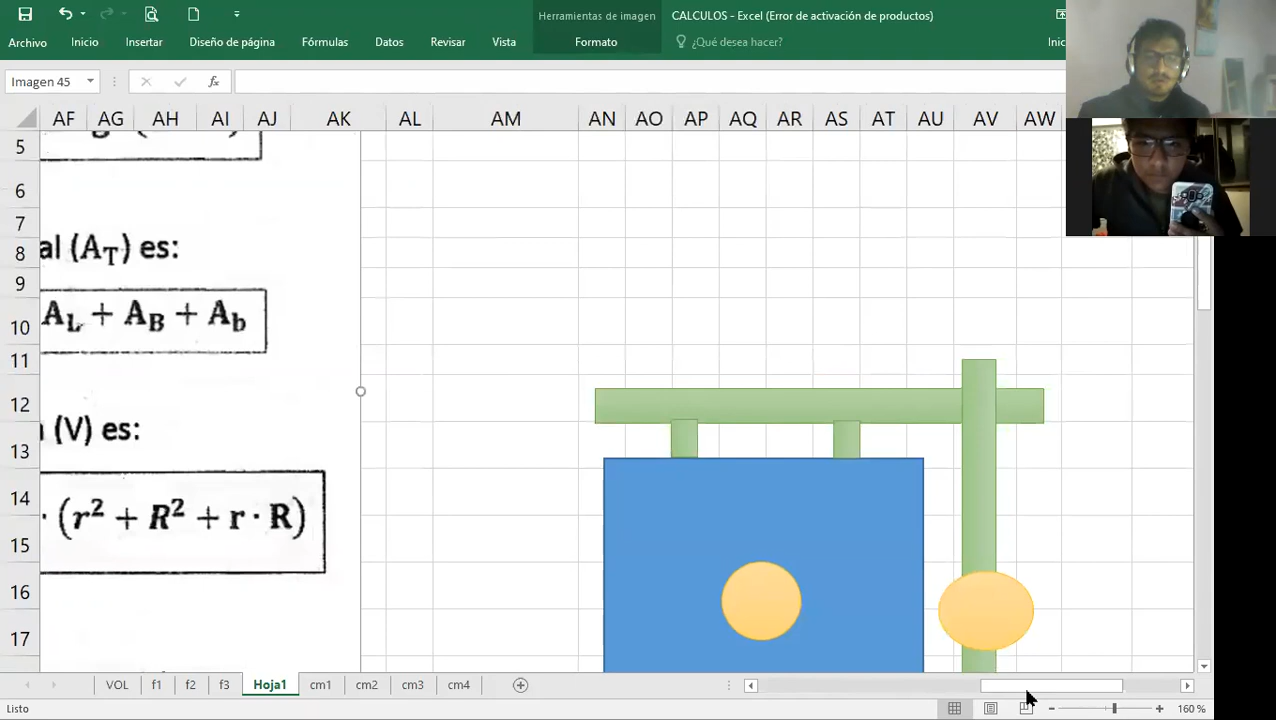 Herramientas de imagen
CALCULOS - Excel (Error de activación de productos)
Archivo Inicio Insertar Diseño de página Fórmulas Datos Revisar Vista Formato ¿Qué desea hacer? Inic
Imagen 45 fx
AF AG AH AI AJ AK AL AM AN AO AP AQ AR AS AT AU AV AW
5
6
7
al (A_T) es:
8
9
A_L + A_B + A_b
10
11
12
(V) es:
13
14
· (r² + R² + r · R)
15
16
17
VOL f1 f2 f3 Hoja1 cm1 cm2 cm3 cm4
Listo 160 %